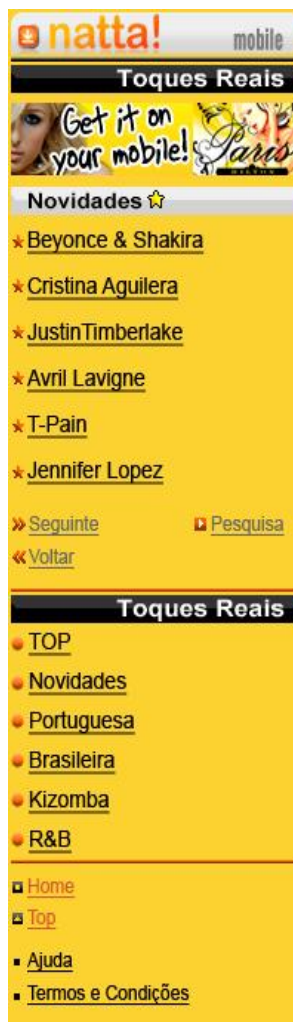 natta!
mobile
Toques Reais
Get it on
your mobile!
Paris
HILTON
Novidades
Beyonce & Shakira
Cristina Aguilera
JustinTimberlake
Avril Lavigne
T-Pain
Jennifer Lopez
Seguinte
Pesquisa
Voltar
Toques Reais
TOP
Novidades
Portuguesa
Brasileira
Kizomba
R&B
Home
Top
Ajuda
Termos e Condições